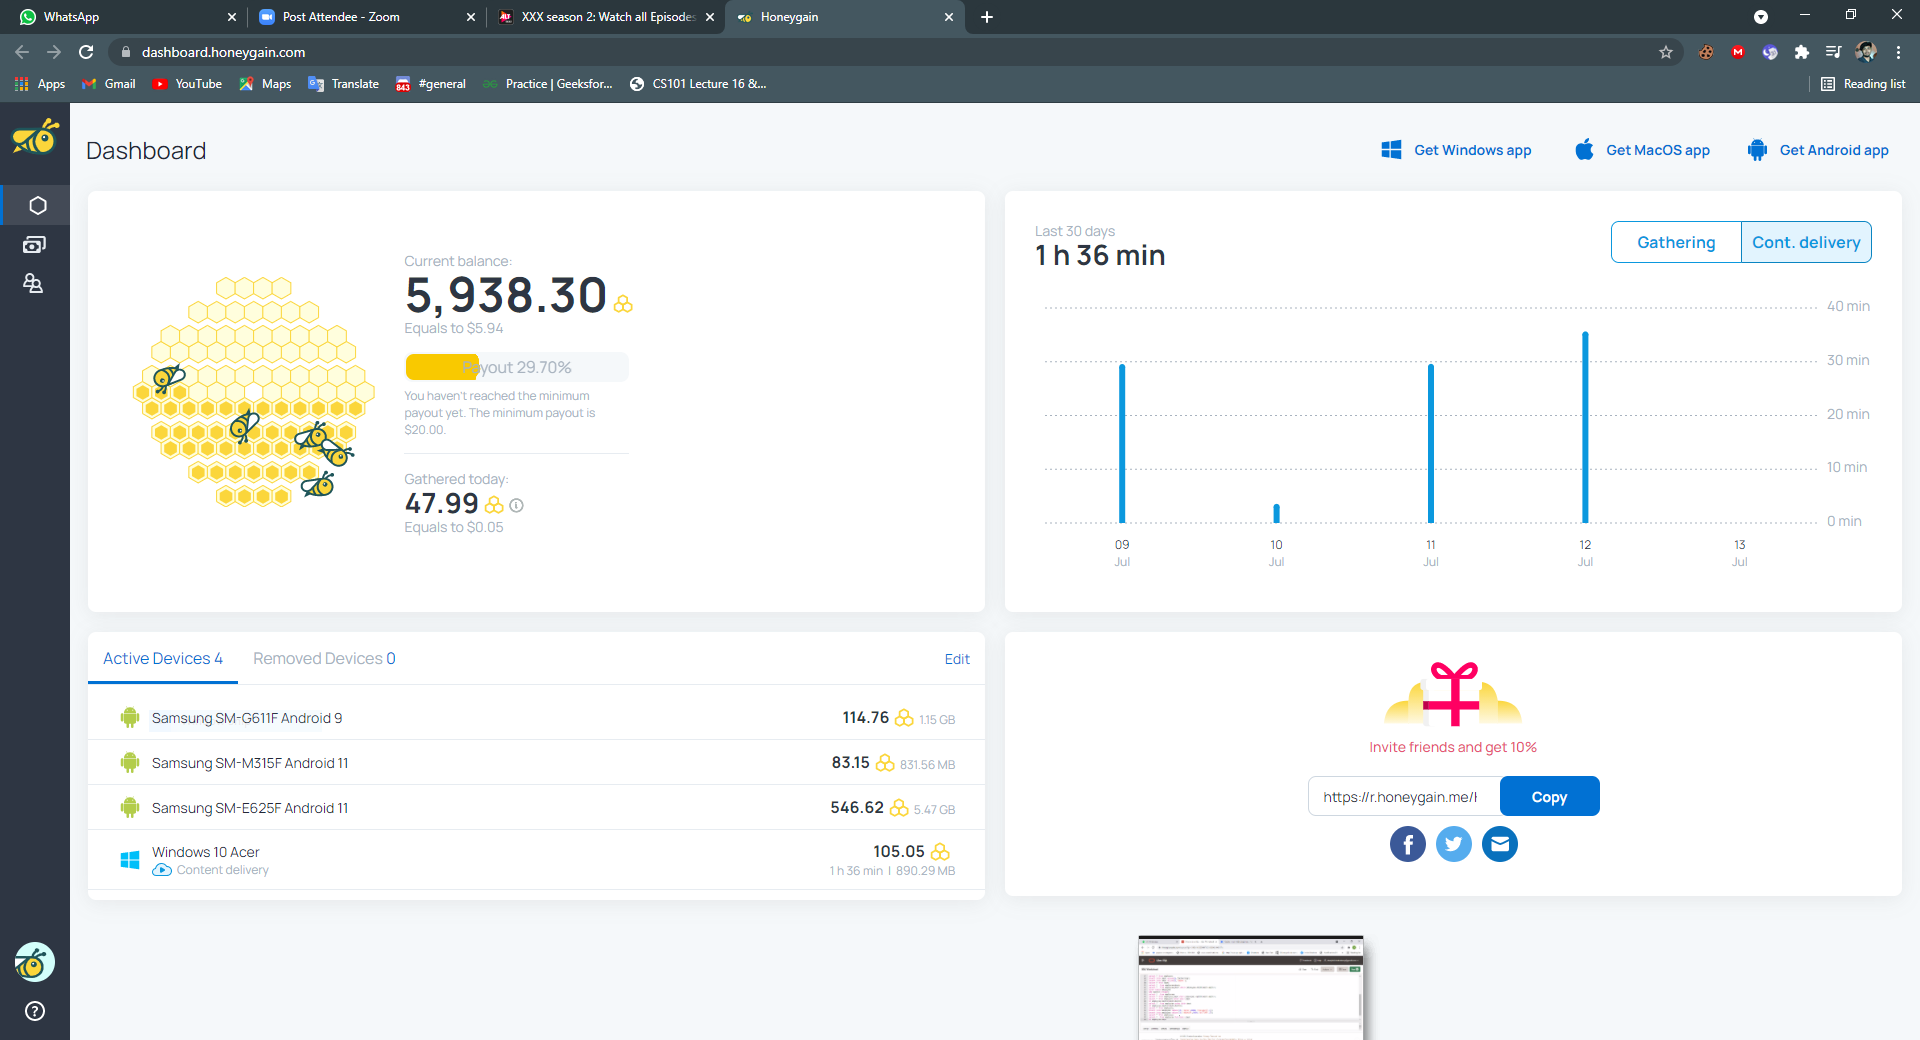 WhatsApp
Post Attendee - Zoom
XXX season 2: Watch all Episodes
Honeygain
dashboard.honeygain.com
Apps
Gmail
YouTube
Maps
Translate
#general
Practice | Geeksfor...
CS101 Lecture 16 &...
Reading list
Dashboard
Get Windows app
Get MacOS app
Get Android app
Current balance:
5,938.30
Equals to $5.94
Payout 29.70%
You haven't reached the minimum
payout yet. The minimum payout is
$20.00.
Gathered today:
47.99
Equals to $0.05
Last 30 days
1 h 36 min
Gathering
Cont. delivery
40 min
30 min
20 min
10 min
0 min
09 10 11 12 13
Jul Jul Jul Jul Jul
Active Devices 4
Removed Devices 0
Edit
Samsung SM-G611F Android 9
114.76 1.15 GB
Samsung SM-M315F Android 11
83.15 831.56 MB
Samsung SM-E625F Android 11
546.62 5.47 GB
Windows 10 Acer
105.05
Content delivery
1 h 36 min | 890.29 MB
Invite friends and get 10%
https://r.honeygain.me/
Copy